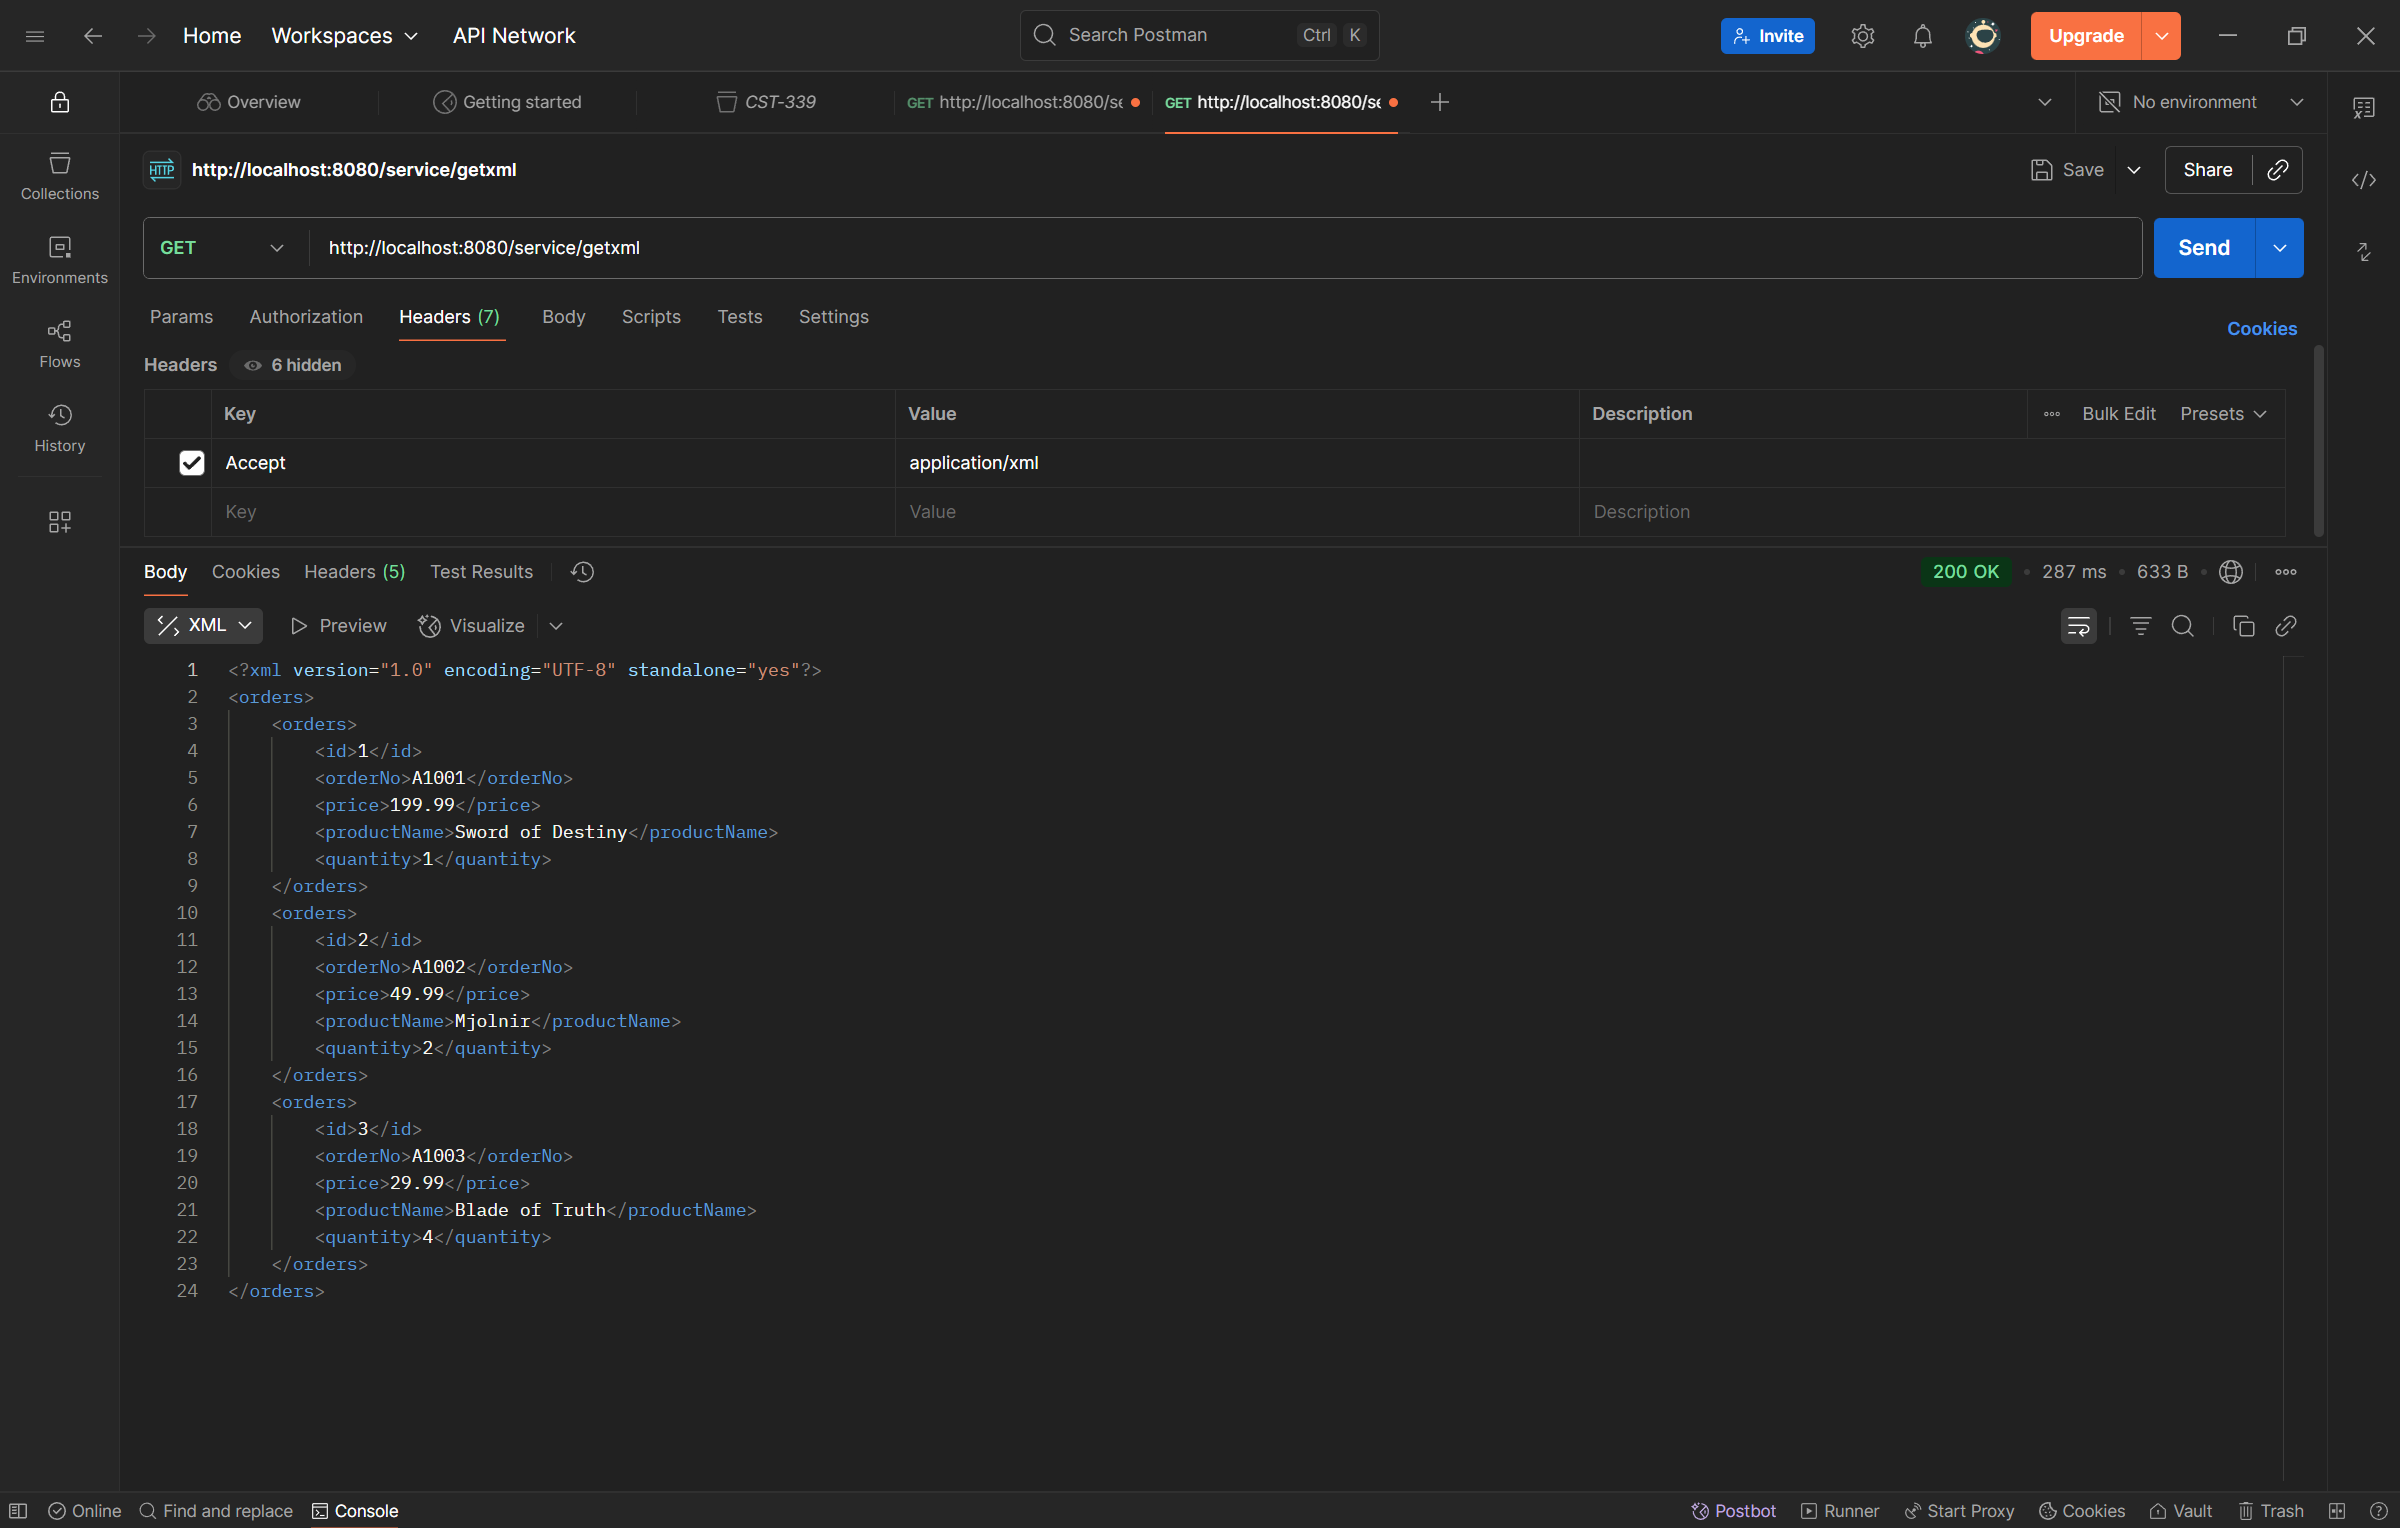 Home Workspaces API Network Search Postman Ctrl K Invite Upgrade
Overview Getting started CST-339 GET http://localhost:8080/se GET http://localhost:8080/se No environment
HTTP http://localhost:8080/service/getxml Save Share
Collections
Environments
Flows
History
GET http://localhost:8080/service/getxml Send
Params Authorization Headers (7) Body Scripts Tests Settings Cookies
Headers 6 hidden
Key Value Description Bulk Edit Presets
Accept application/xml
Key Value Description
Body Cookies Headers (5) Test Results 200 OK 287 ms 633 B
XML Preview Visualize
1 <?xml version="1.0" encoding="UTF-8" standalone="yes"?>
2 <orders>
3 <orders>
4 <id>1</id>
5 <orderNo>A1001</orderNo>
6 <price>199.99</price>
7 <productName>Sword of Destiny</productName>
8 <quantity>1</quantity>
9 </orders>
10 <orders>
11 <id>2</id>
12 <orderNo>A1002</orderNo>
13 <price>49.99</price>
14 <productName>Mjolnir</productName>
15 <quantity>2</quantity>
16 </orders>
17 <orders>
18 <id>3</id>
19 <orderNo>A1003</orderNo>
20 <price>29.99</price>
21 <productName>Blade of Truth</productName>
22 <quantity>4</quantity>
23 </orders>
24 </orders>
Online Find and replace Console Postbot Runner Start Proxy Cookies Vault Trash